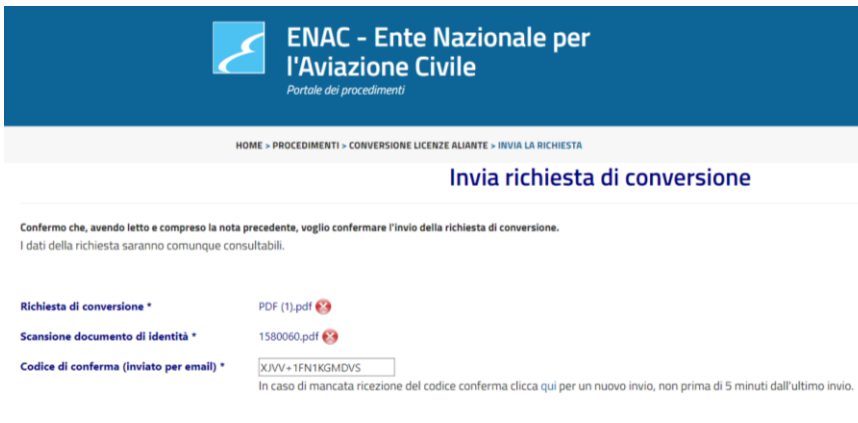 ENAC - Ente Nazionale per
l'Aviazione Civile
Portale dei procedimenti
HOME > PROCEDIMENTI > CONVERSIONE LICENZE ALIANTE > INVIA LA RICHIESTA
Invia richiesta di conversione
Confermo che, avendo letto e compreso la nota precedente, voglio confermare l'invio della richiesta di conversione.
I dati della richiesta saranno comunque consultabili.
Richiesta di conversione * PDF (1).pdf
Scansione documento di identità * 1580060.pdf
Codice di conferma (inviato per email) * XJVV+1FN1KGMDVS
In caso di mancata ricezione del codice conferma clicca qui per un nuovo invio, non prima di 5 minuti dall'ultimo invio.